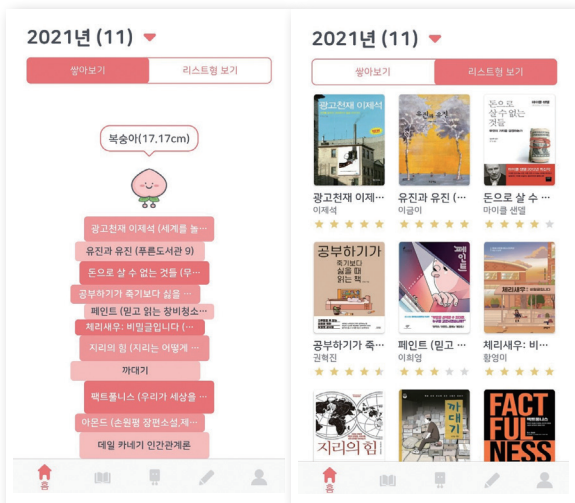 2021년 (11)
쌓아보기
리스트형 보기
복숭아(17.17cm)
광고천재 이제석 (세계를 놀…
유진과 유진 (푸른도서관 9)
돈으로 살 수 없는 것들 (무…
공부하기가 죽기보다 싫을 …
페인트 (믿고 읽는 창비청소…
체리새우: 비밀글입니다 (…
지리의 힘 (지리는 어떻게 …
까대기
팩트풀니스 (우리가 세상을 …
아몬드 (손원평 장편소설,제…
데일 카네기 인간관계론
홈
2021년 (11)
쌓아보기
리스트형 보기
광고천재 이제석
유진과 유진
마이클 샌델
돈으로
살 수 없는
것들
광고천재 이제…
유진과 유진 (…
돈으로 살 수 …
이제석
이금이
마이클 샌델
공부하기가
죽기보다
싫을 때
읽는 책
페인트
체리새우:
공부하기가 죽…
페인트 (믿고 …
체리새우: 비…
권혁진
이희영
황영미
지리의 힘
까대기
FACT
FUL
NESS
홈